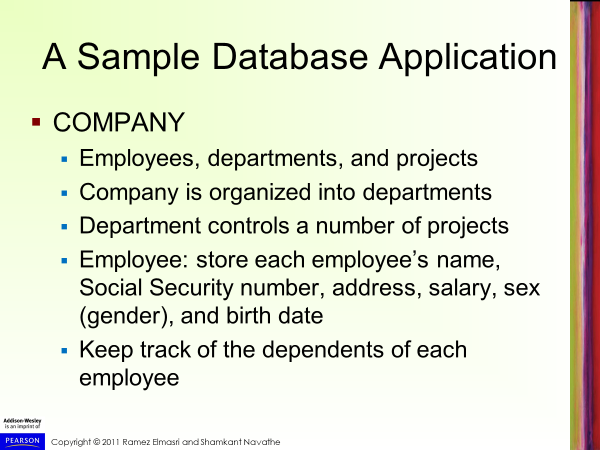 A Sample Database Application
COMPANY
Employees, departments, and projects
Company is organized into departments
Department controls a number of projects
Employee: store each employee’s name,
Social Security number, address, salary, sex
(gender), and birth date
Keep track of the dependents of each
employee
Addison-Wesley
is an imprint of
PEARSON
Copyright © 2011 Ramez Elmasri and Shamkant Navathe